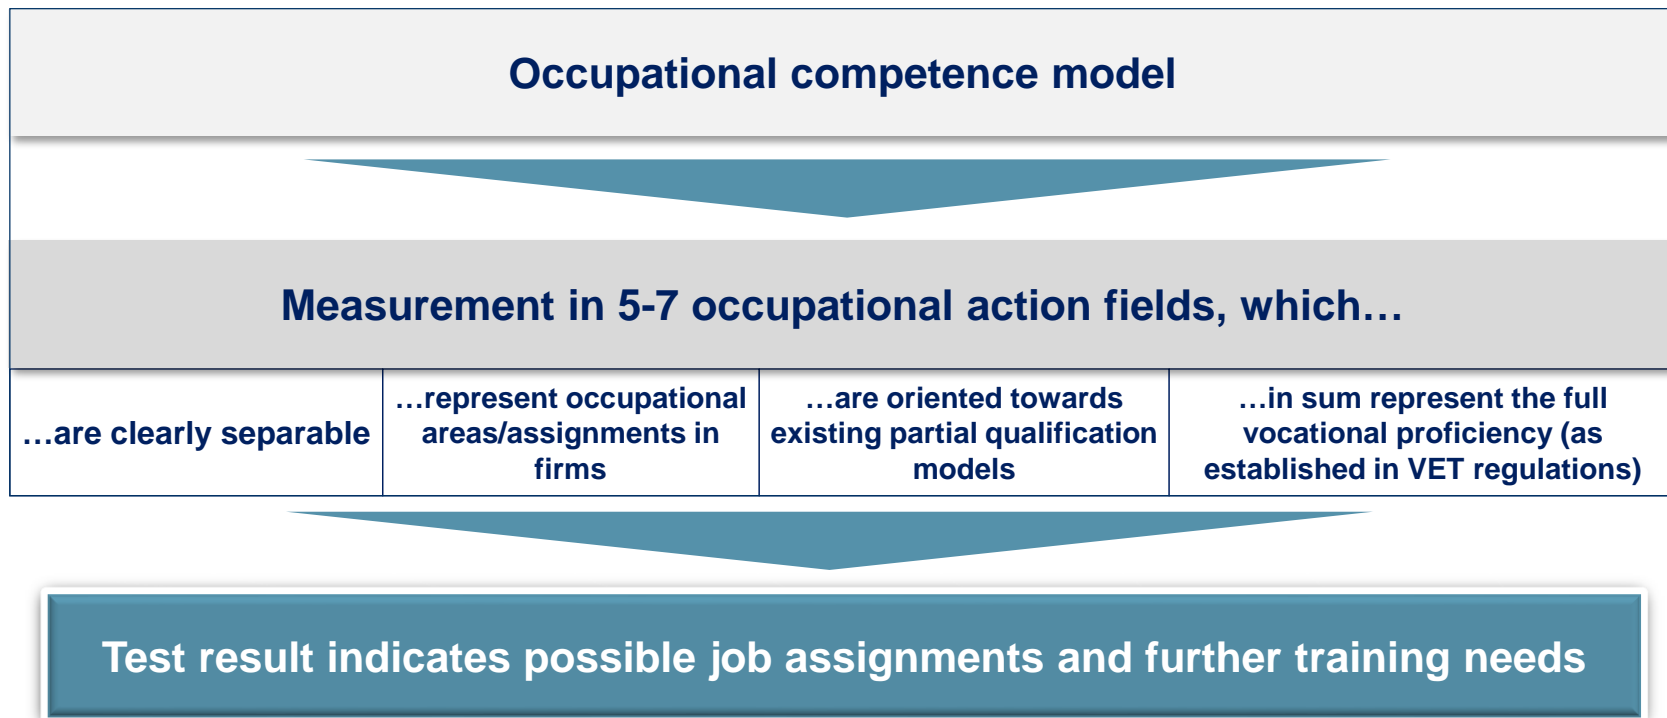 Occupational competence model
Measurement in 5-7 occupational action fields, which…
…are clearly separable
…represent occupational
areas/assignments in
firms
…are oriented towards
existing partial qualification
models
…in sum represent the full
vocational proficiency (as
established in VET regulations)
Test result indicates possible job assignments and further training needs